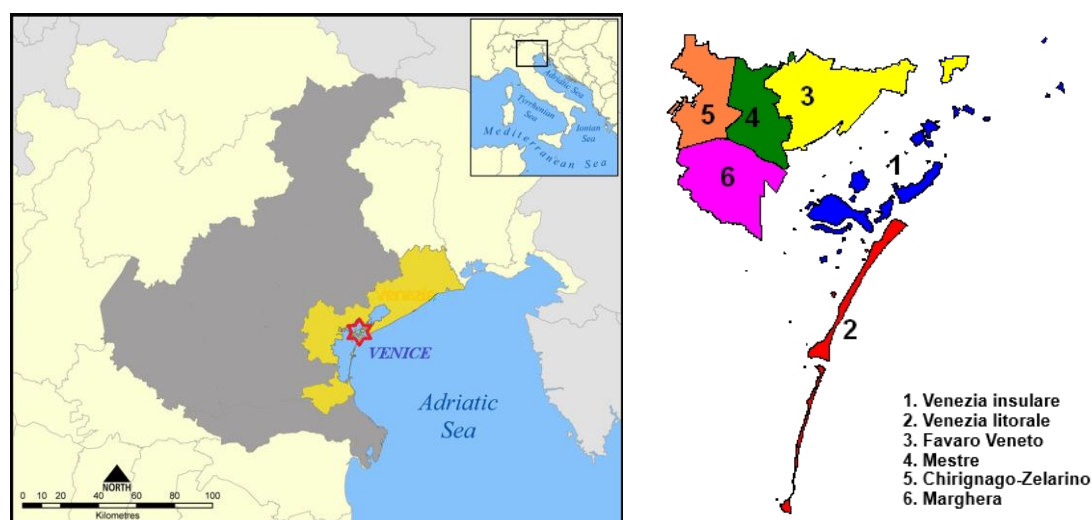 Adriatic Sea
Tyrrhenian
Sea
Ionian
Sea
Mediterranean Sea
Venezia
VENICE
Adriatic
Sea
NORTH
0 10 20 40 60 80 100
Kilometres
5
4
3
6
1
2
1. Venezia insulare
2. Venezia litorale
3. Favaro Veneto
4. Mestre
5. Chirignago-Zelarino
6. Marghera